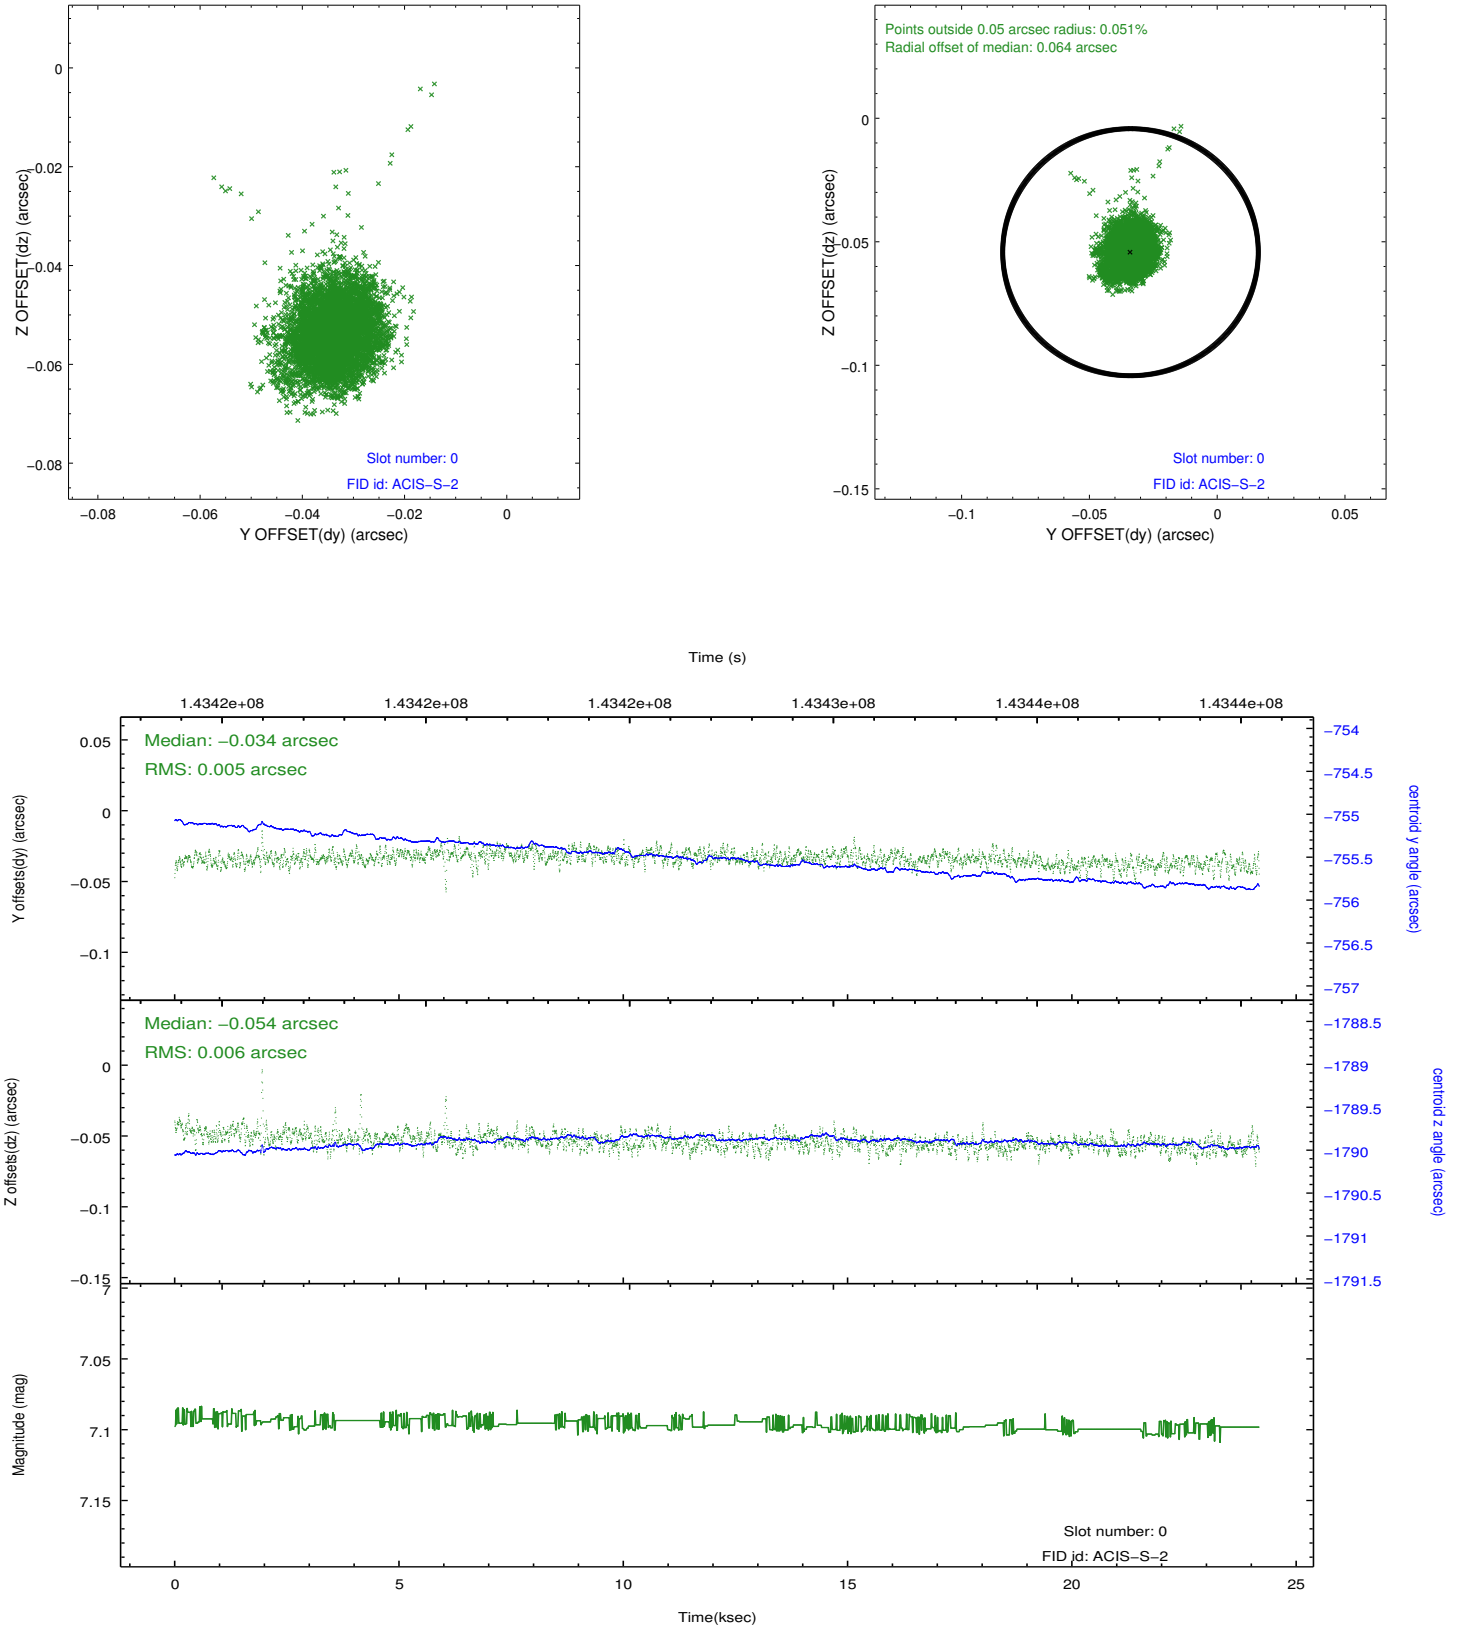 0
−0.02
−0.04
−0.06
−0.08
Z OFFSET(dz) (arcsec)
Slot number: 0
FID id: ACIS−S−2
−0.08
−0.06
−0.04
−0.02
0
Y OFFSET(dy) (arcsec)
Points outside 0.05 arcsec radius: 0.051%
Radial offset of median: 0.064 arcsec
0
−0.05
−0.1
−0.15
Z OFFSET(dz) (arcsec)
Slot number: 0
FID id: ACIS−S−2
−0.1
−0.05
0
0.05
Y OFFSET(dy) (arcsec)
Time (s)
1.4342e+08
1.4342e+08
1.4342e+08
1.4343e+08
1.4344e+08
1.4344e+08
Median: −0.034 arcsec
RMS: 0.005 arcsec
0.05
0
−0.05
−0.1
Y offsets(dy) (arcsec)
−754
−754.5
−755
−755.5
−756
−756.5
−757
centroid y angle (arcsec)
Median: −0.054 arcsec
RMS: 0.006 arcsec
0
−0.05
−0.1
−0.15
Z offsets(dz) (arcsec)
−1788.5
−1789
−1789.5
−1790
−1790.5
−1791
−1791.5
centroid z angle (arcsec)
7
7.05
7.1
7.15
Magnitude (mag)
Slot number: 0
FID id: ACIS−S−2
0
5
10
15
20
25
Time(ksec)